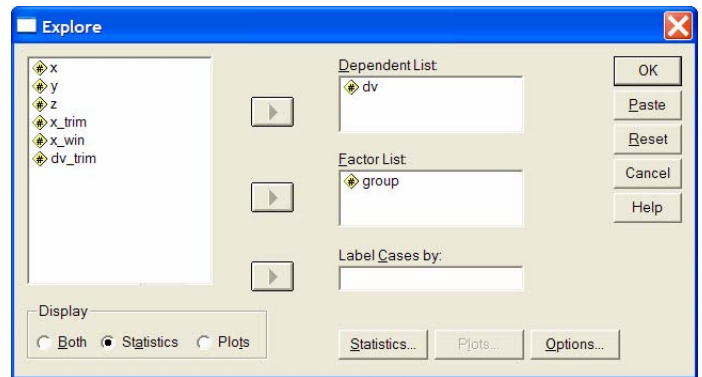 Explore
x
y
z
x_trim
x_win
dv_trim
Dependent List:
dv
Factor List:
group
Label Cases by:
OK
Paste
Reset
Cancel
Help
Display
Both
Statistics
Plots
Statistics...
Plots...
Options...